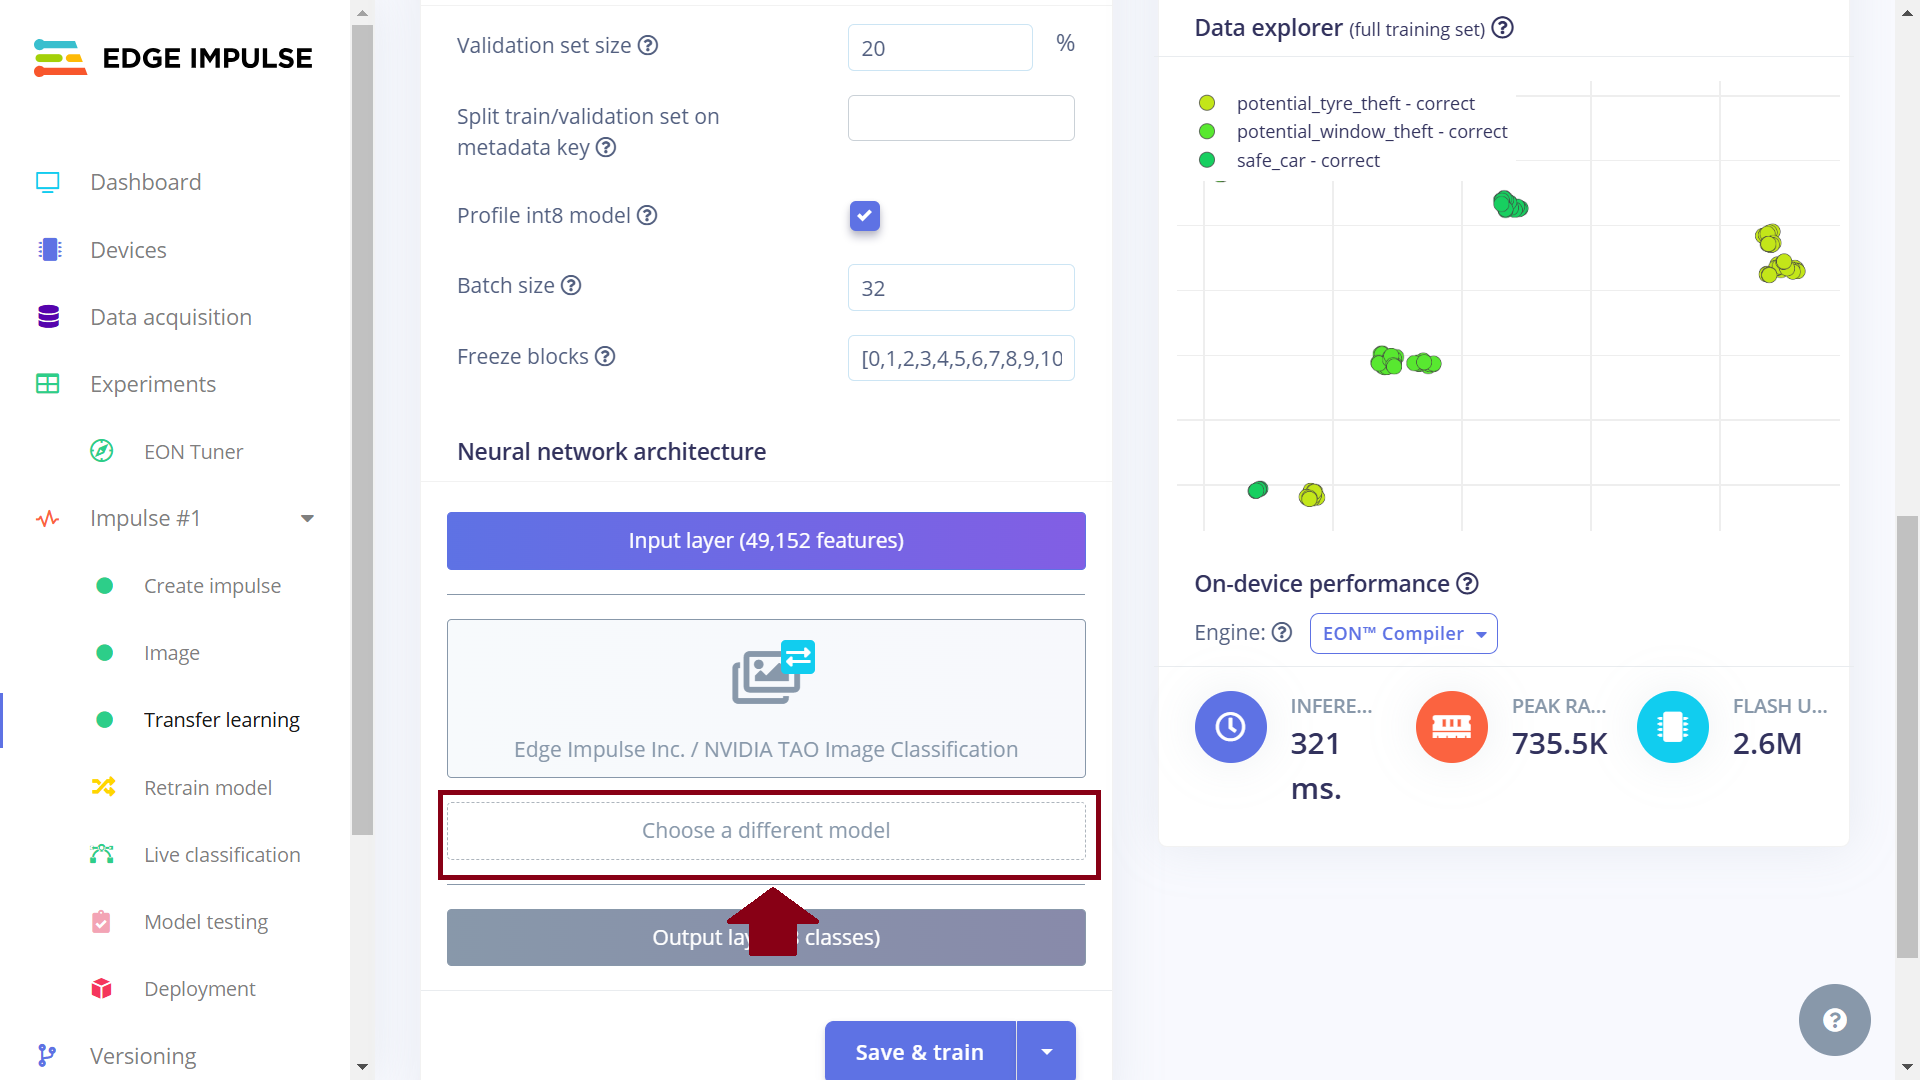 EDGE IMPULSE
Dashboard
Devices
Data acquisition
Experiments
EON Tuner
Impulse #1
Create impulse
Image
Transfer learning
Retrain model
Live classification
Model testing
Deployment
Versioning
Validation set size
20
%
Split train/validation set on
metadata key
Profile int8 model
Batch size
32
Freeze blocks
[0,1,2,3,4,5,6,7,8,9,10
Neural network architecture
Input layer (49,152 features)
Edge Impulse Inc. / NVIDIA TAO Image Classification
Choose a different model
Output classes)
Save & train
Data explorer (full training set)
potential_tyre_theft - correct
potential_window_theft - correct
safe_car - correct
On-device performance
Engine:
EON™ Compiler
INFERE...
321
ms.
PEAK RA...
735.5K
FLASH U...
2.6M